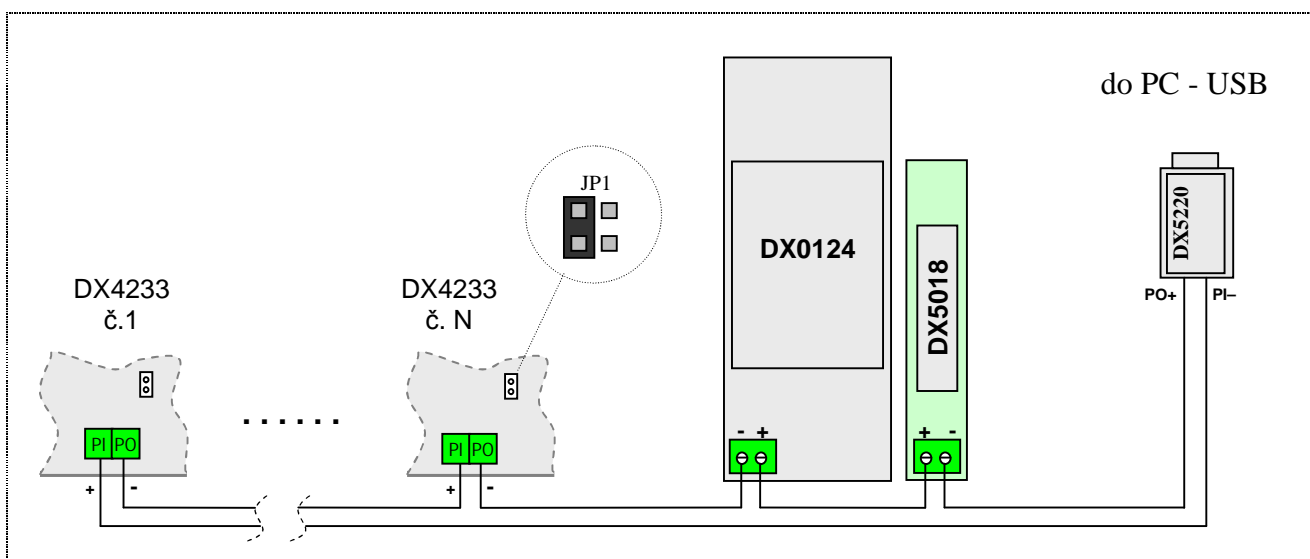 do PC - USB
JP1
DX0124
DX5018
DX5220
PO+ PI–
DX4233
č.1
DX4233
č. N
......
PI PO
+ -
PI PO
+ -
- +
+ -